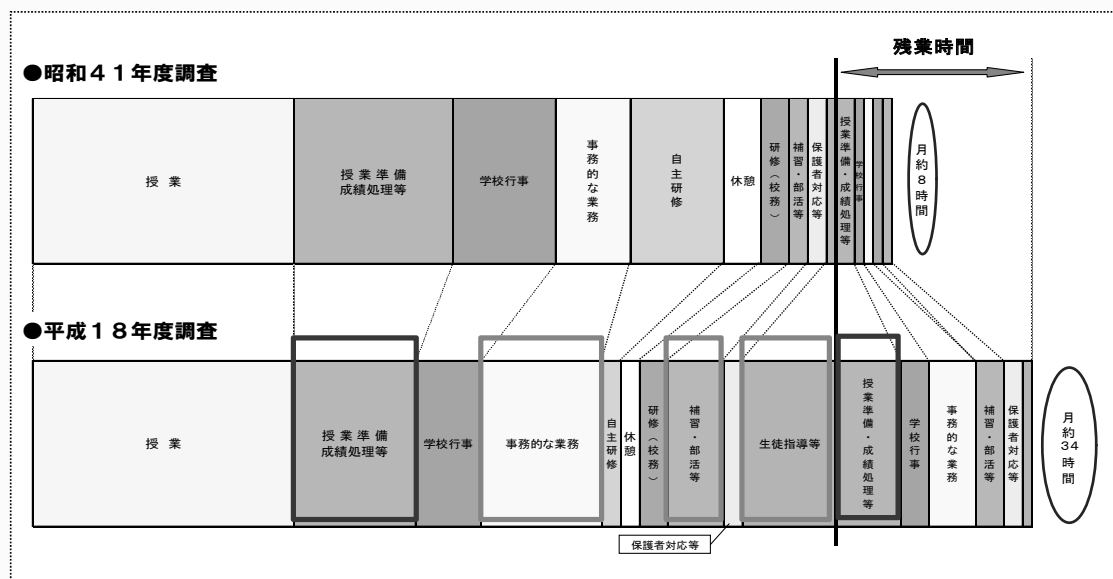 残業時間
●昭和４１年度調査
授 業
授 業 準 備
成績処理等
学校行事
事務的な業務
自主研修
休憩
研修（校務）
補習・部活等
保護者対応等
授業準備・成績処理等
学校行事
月約8時間
●平成１８年度調査
授 業
授 業 準 備
成績処理等
学校行事
事務的な業務
自主研修
休憩
研修（校務）
補習・部活等
生徒指導等
授業準備・成績処理等
学校行事
事務的な業務
補習・部活等
保護者対応等
月約34時間
保護者対応等